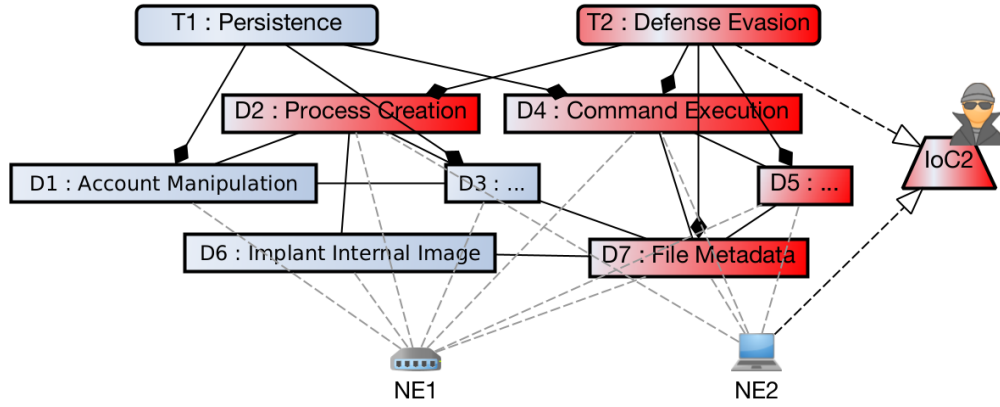 T1 : Persistence
T2 : Defense Evasion
D2 : Process Creation
D4 : Command Execution
IoC2
D1 : Account Manipulation
D3 : ...
D5 : ...
D6 : Implant Internal Image
D7 : File Metadata
NE1
NE2